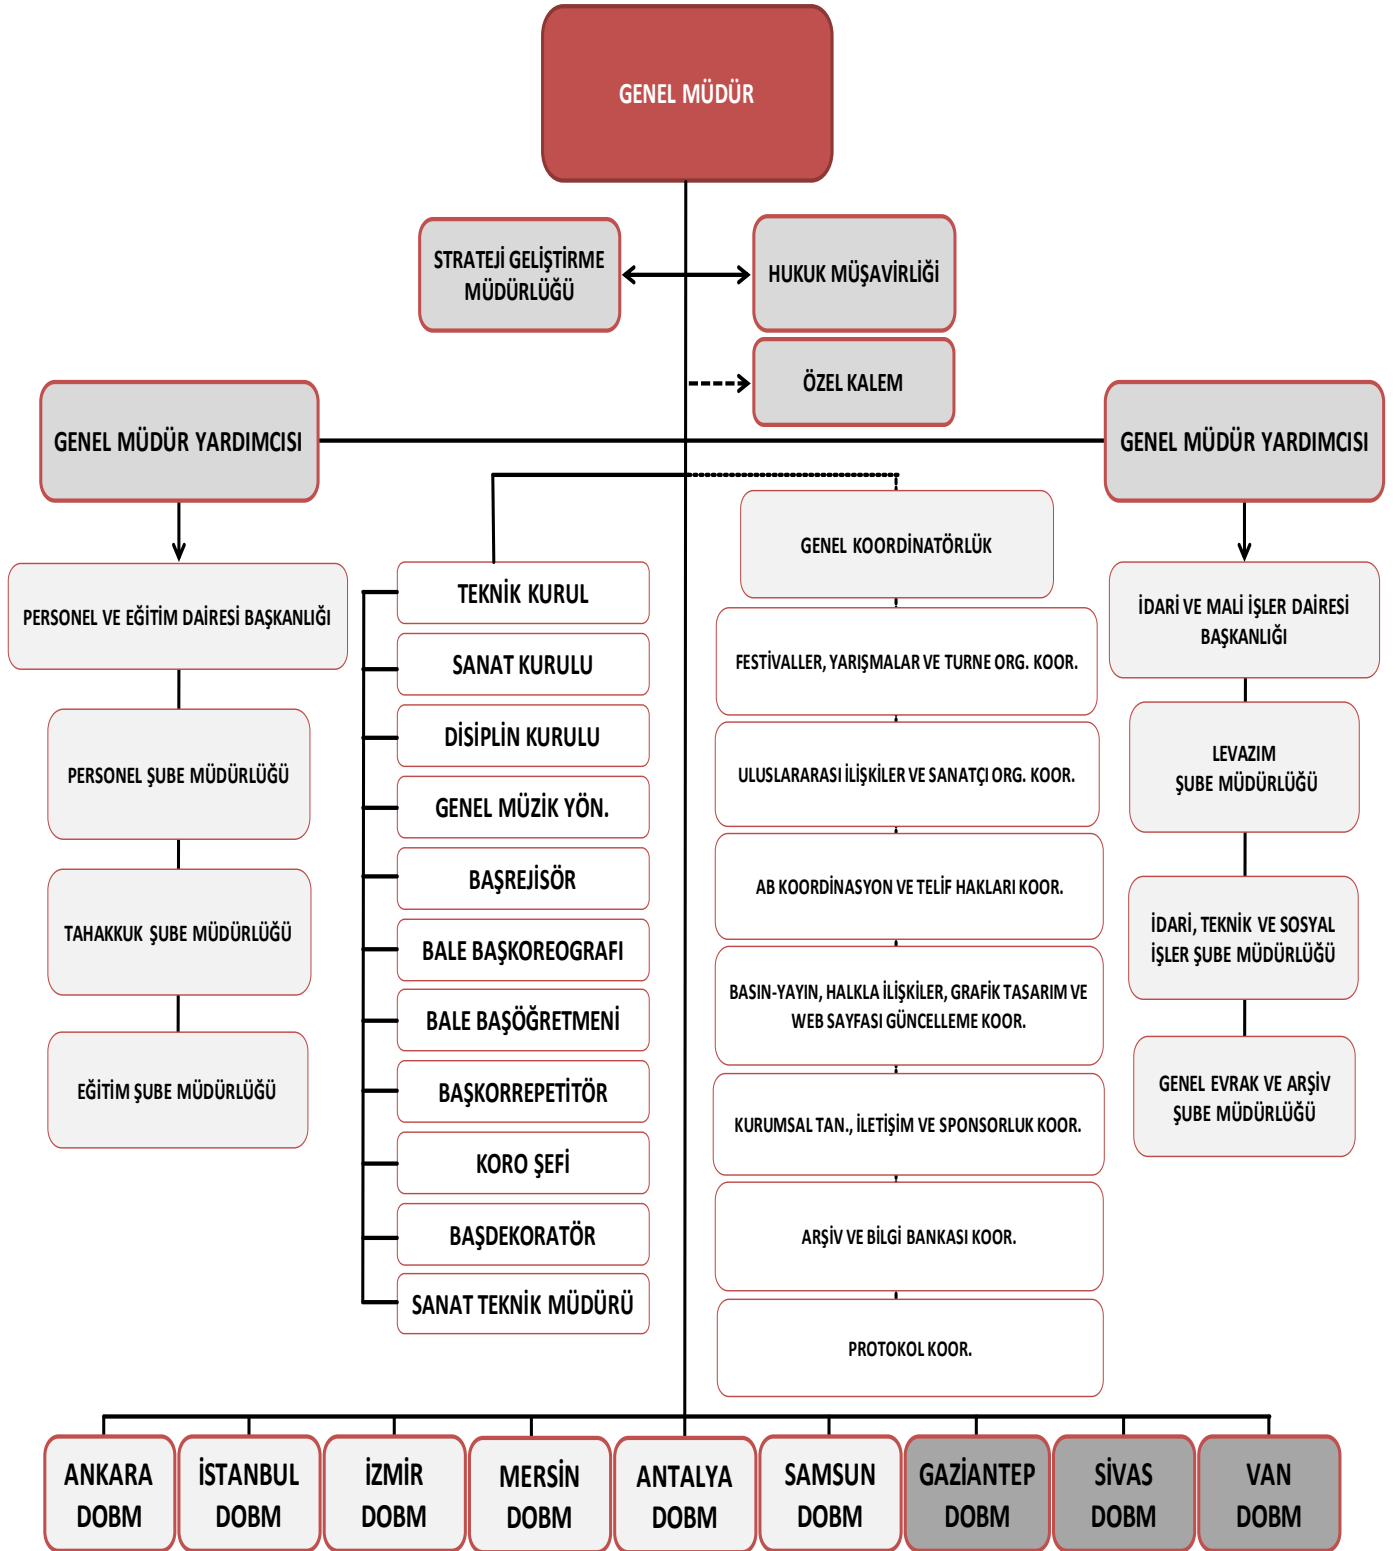 GENEL MÜDÜR
STRATEJİ GELİŞTİRME
MÜDÜRLÜĞÜ
HUKUK MÜŞAVİRLİĞİ
ÖZEL KALEM
GENEL MÜDÜR YARDIMCISI
GENEL MÜDÜR YARDIMCISI
PERSONEL VE EĞİTİM DAİRESİ BAŞKANLIĞI
PERSONEL ŞUBE MÜDÜRLÜĞÜ
TAHAKKUK ŞUBE MÜDÜRLÜĞÜ
EĞİTİM ŞUBE MÜDÜRLÜĞÜ
TEKNİK KURUL
SANAT KURULU
DİSİPLİN KURULU
GENEL MÜZİK YÖN.
BAŞREJİSÖR
BALE BAŞKOREOGRAFI
BALE BAŞÖĞRETMENİ
BAŞKORREPETİTÖR
KORO ŞEFİ
BAŞDEKORATÖR
SANAT TEKNİK MÜDÜRÜ
GENEL KOORDİNATÖRLÜK
FESTİVALLER, YARIŞMALAR VE TURNE ORG. KOOR.
ULUSLARARASI İLİŞKİLER VE SANATÇI ORG. KOOR.
AB KOORDİNASYON VE TELİF HAKLARI KOOR.
BASIN-YAYIN, HALKLA İLİŞKİLER, GRAFİK TASARIM VE
WEB SAYFASI GÜNCELLEME KOOR.
KURUMSAL TAN., İLETİŞİM VE SPONSORLUK KOOR.
ARŞİV VE BİLGİ BANKASI KOOR.
PROTOKOL KOOR.
İDARİ VE MALİ İŞLER DAİRESİ
BAŞKANLIĞI
LEVAZIM
ŞUBE MÜDÜRLÜĞÜ
İDARİ, TEKNİK VE SOSYAL
İŞLER ŞUBE MÜDÜRLÜĞÜ
GENEL EVRAK VE ARŞİV
ŞUBE MÜDÜRLÜĞÜ
ANKARA
DOBM
İSTANBUL
DOBM
İZMİR
DOBM
MERSİN
DOBM
ANTALYA
DOBM
SAMSUN
DOBM
GAZİANTEP
DOBM
SİVAS
DOBM
VAN
DOBM